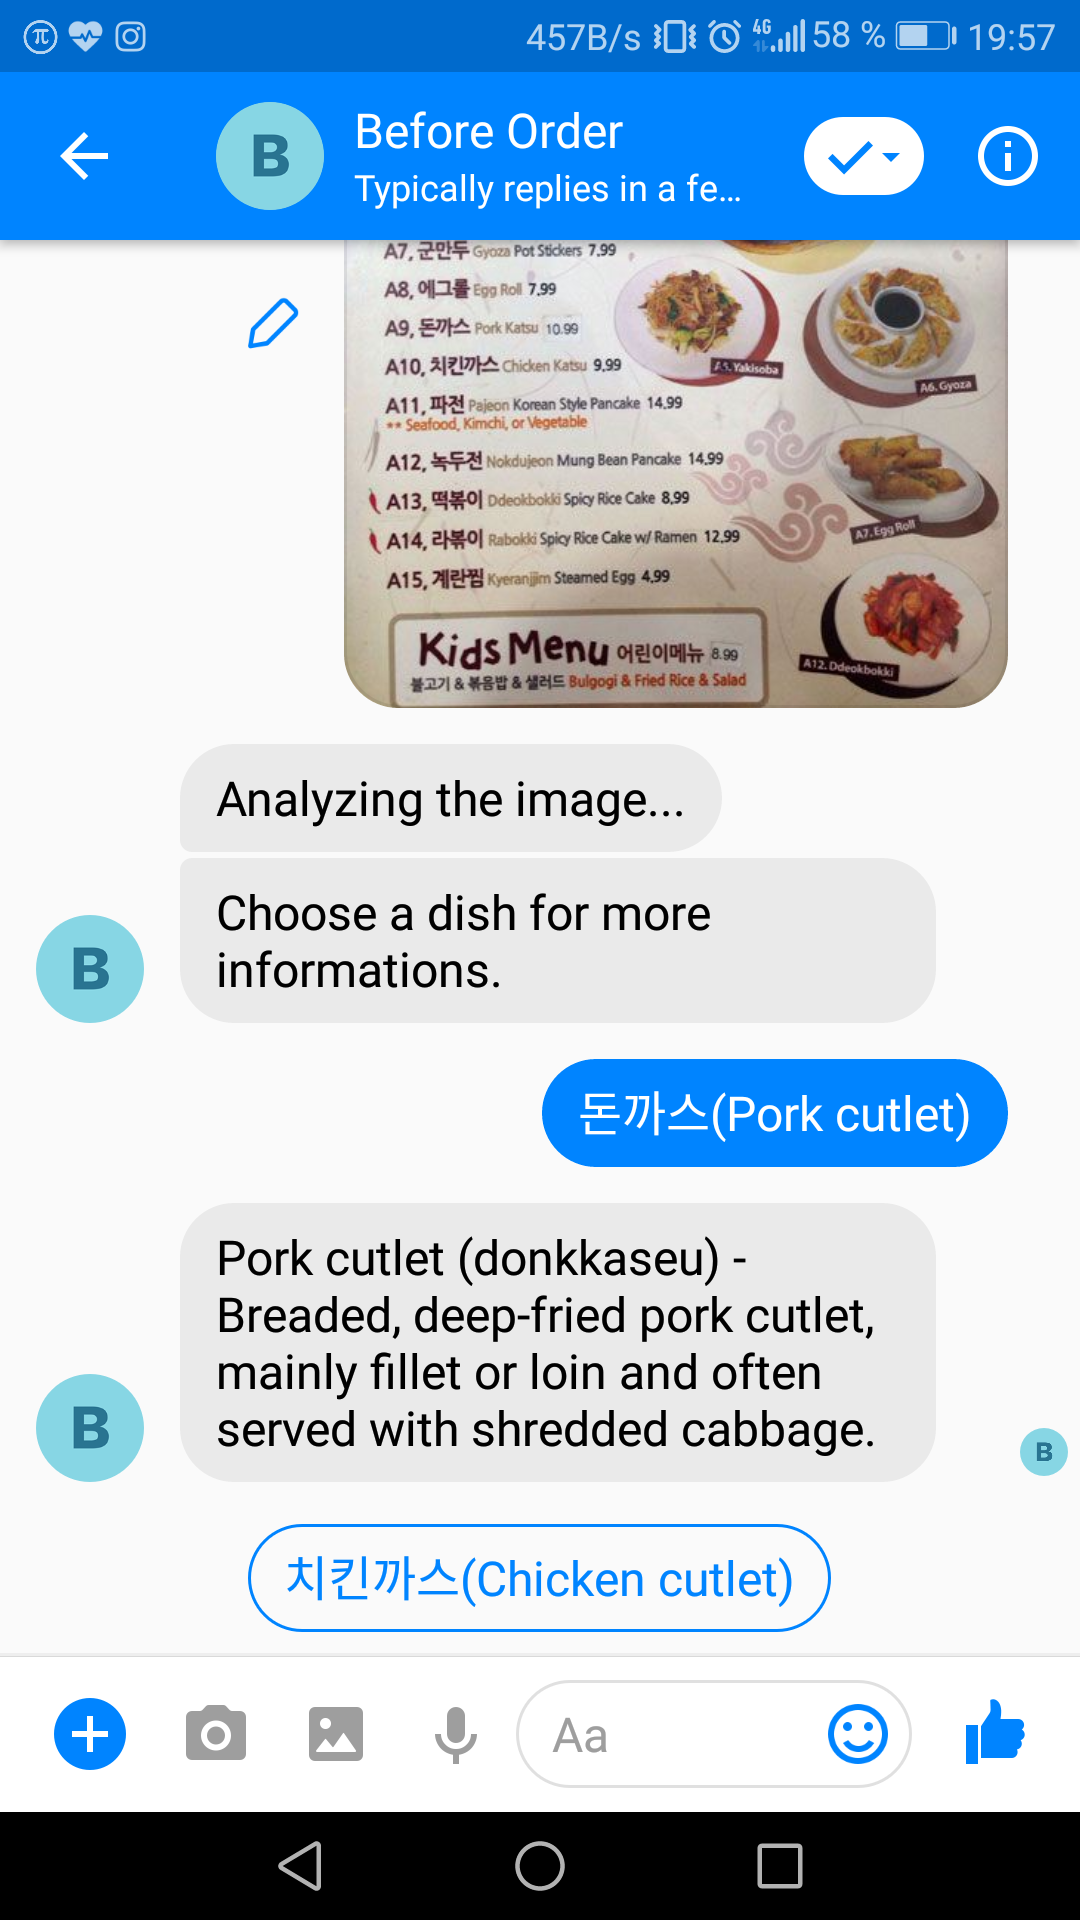 457B/s 4G 58 % 19:57
B Before Order
Typically replies in a fe...
A7, 군만두 Gyoza Pot Stickers 7.99
A8, 에그롤 Egg Roll 7.99
A9, 돈까스 Pork Katsu 10.99
A10, 치킨까스 Chicken Katsu 9.99
A5. Yakisoba
A6. Gyoza
A11, 파전 Pajeon Korean Style Pancake 14.99
** Seafood, Kimchi, or Vegetable
A12, 녹두전 Nokdujeon Mung Bean Pancake 14.99
A13, 떡볶이 Ddeokbokki Spicy Rice Cake 8.99
A7. Egg Roll
A14, 라볶이 Rabokki Spicy Rice Cake w/ Ramen 12.99
A15, 계란찜 Kyeranjjim Steamed Egg 4.99
Kids Menu 어린이메뉴 8.99
불고기 & 볶음밥 & 샐러드 Bulgogi & Fried Rice & Salad
A12. Ddeokbokki
Analyzing the image...
Choose a dish for more
informations.
B
돈까스(Pork cutlet)
Pork cutlet (donkkaseu) -
Breaded, deep-fried pork cutlet,
mainly fillet or loin and often
served with shredded cabbage.
B
B
치킨까스(Chicken cutlet)
Aa